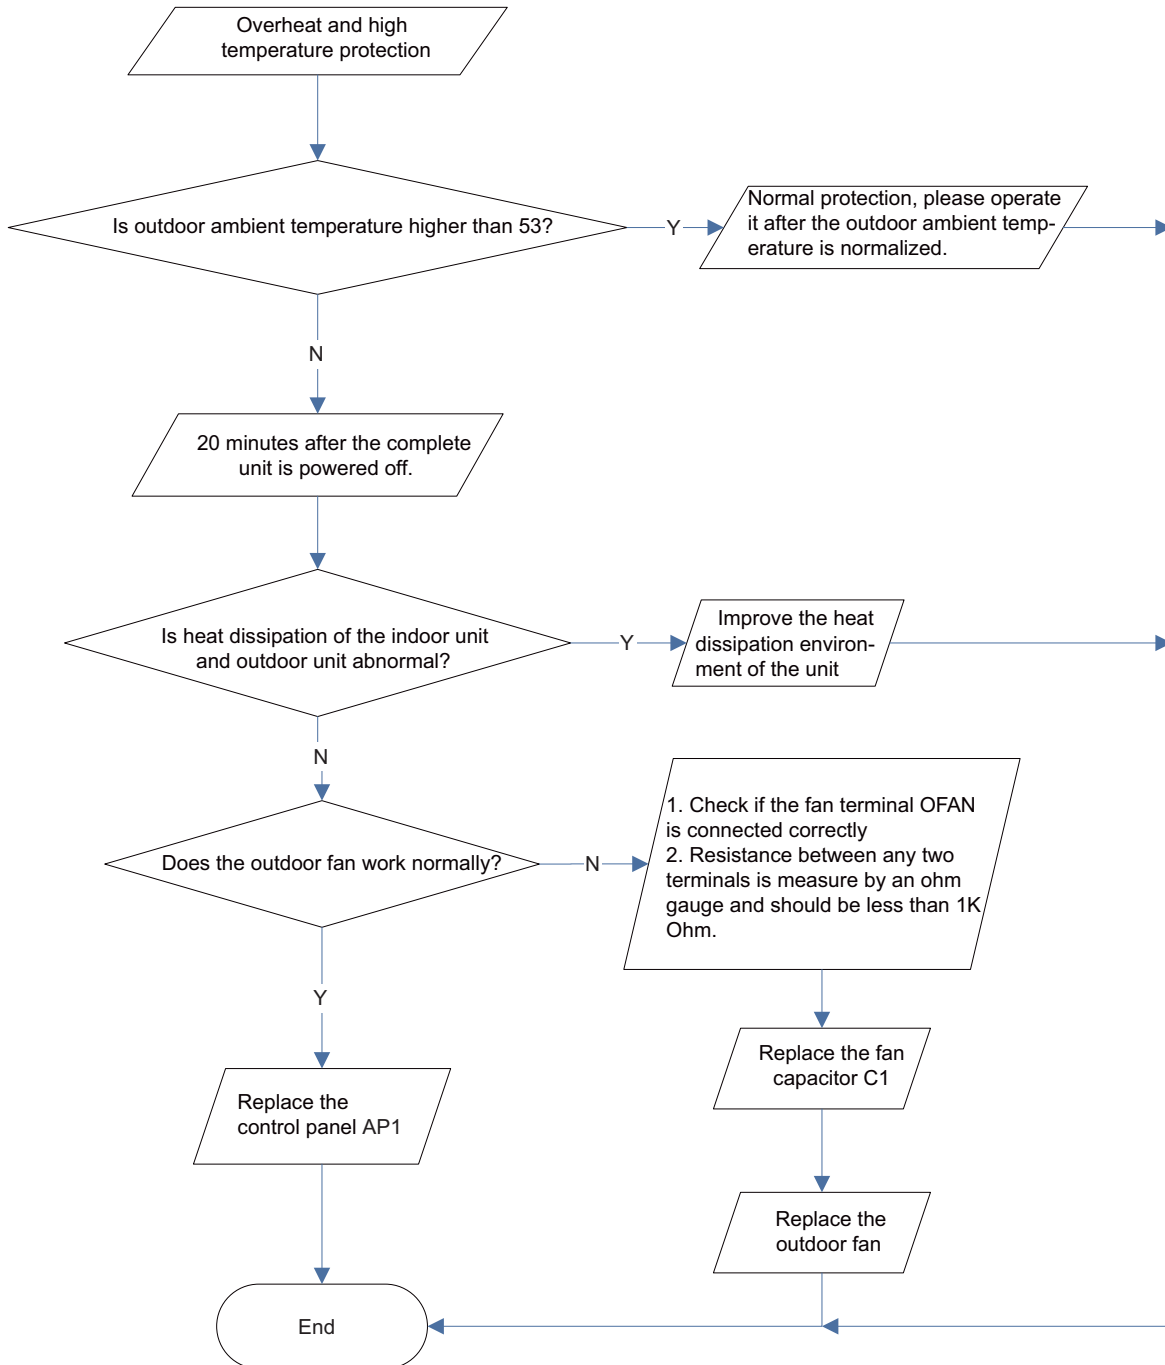 Overheat and high
temperature protection
Is outdoor ambient temperature higher than 53?
Y
Normal protection, please operate
it after the outdoor ambient temp-
erature is normalized.
N
20 minutes after the complete
unit is powered off.
Is heat dissipation of the indoor unit
and outdoor unit abnormal?
Y
Improve the heat
dissipation environ-
ment of the unit
N
Does the outdoor fan work normally?
N
1. Check if the fan terminal OFAN
is connected correctly
2. Resistance between any two
terminals is measure by an ohm
gauge and should be less than 1K
Ohm.
Y
Replace the fan
capacitor C1
Replace the
control panel AP1
Replace the
outdoor fan
End